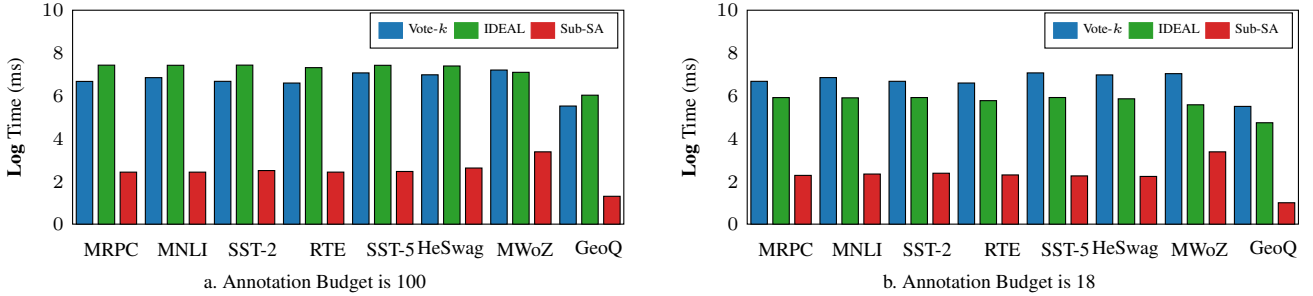 Vote-k IDEAL Sub-SA
Log Time (ms)
10
8
6
4
2
0
MRPC MNLI SST-2 RTE SST-5 HeSwag MWoZ GeoQ
a. Annotation Budget is 100
Vote-k IDEAL Sub-SA
Log Time (ms)
10
8
6
4
2
0
MRPC MNLI SST-2 RTE SST-5 HeSwag MWoZ GeoQ
b. Annotation Budget is 18